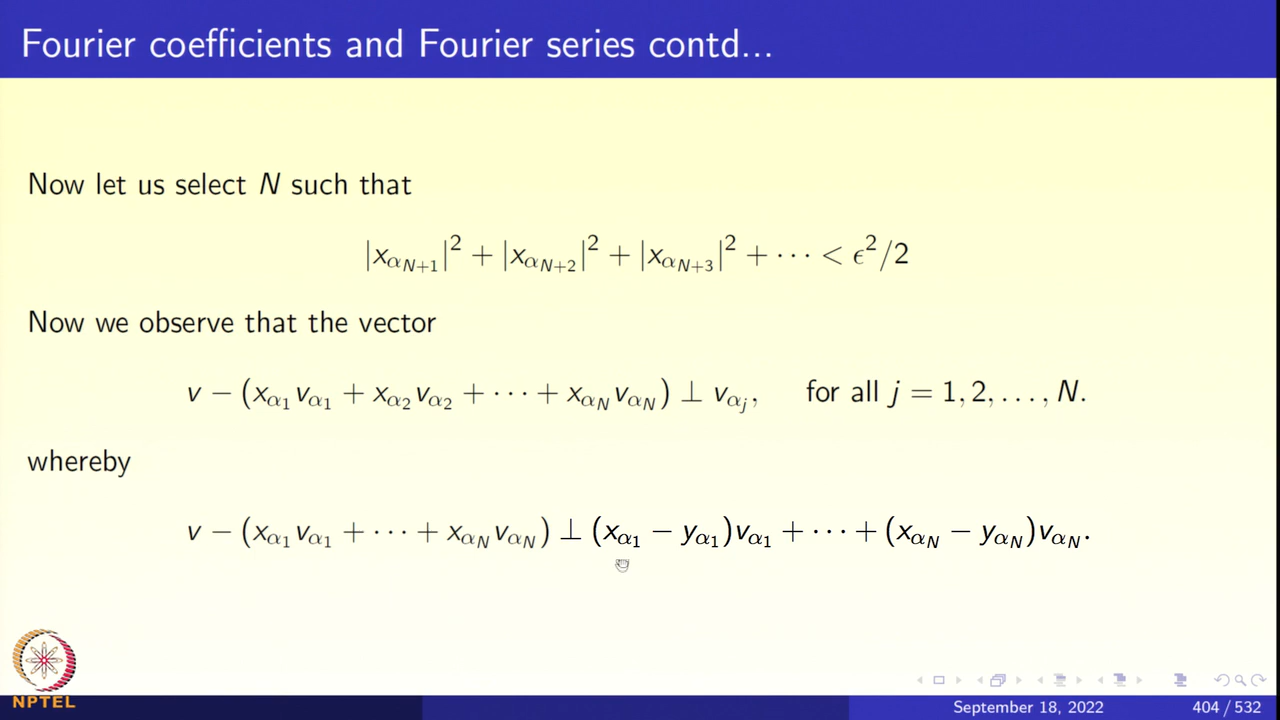 Fourier coefficients and Fourier series contd...
Now let us select N such that
|x_{α_{N+1}}|² + |x_{α_{N+2}}|² + |x_{α_{N+3}}|² + ⋯ < ϵ²/2
Now we observe that the vector
v − (x_{α_1} v_{α_1} + x_{α_2} v_{α_2} + ⋯ + x_{α_N} v_{α_N}) ⊥ v_{α_j}, for all j = 1, 2, . . . , N.
whereby
v − (x_{α_1} v_{α_1} + ⋯ + x_{α_N} v_{α_N}) ⊥ (x_{α_1} − y_{α_1})v_{α_1} + ⋯ + (x_{α_N} − y_{α_N})v_{α_N}.
NPTEL
September 18, 2022 404 / 532